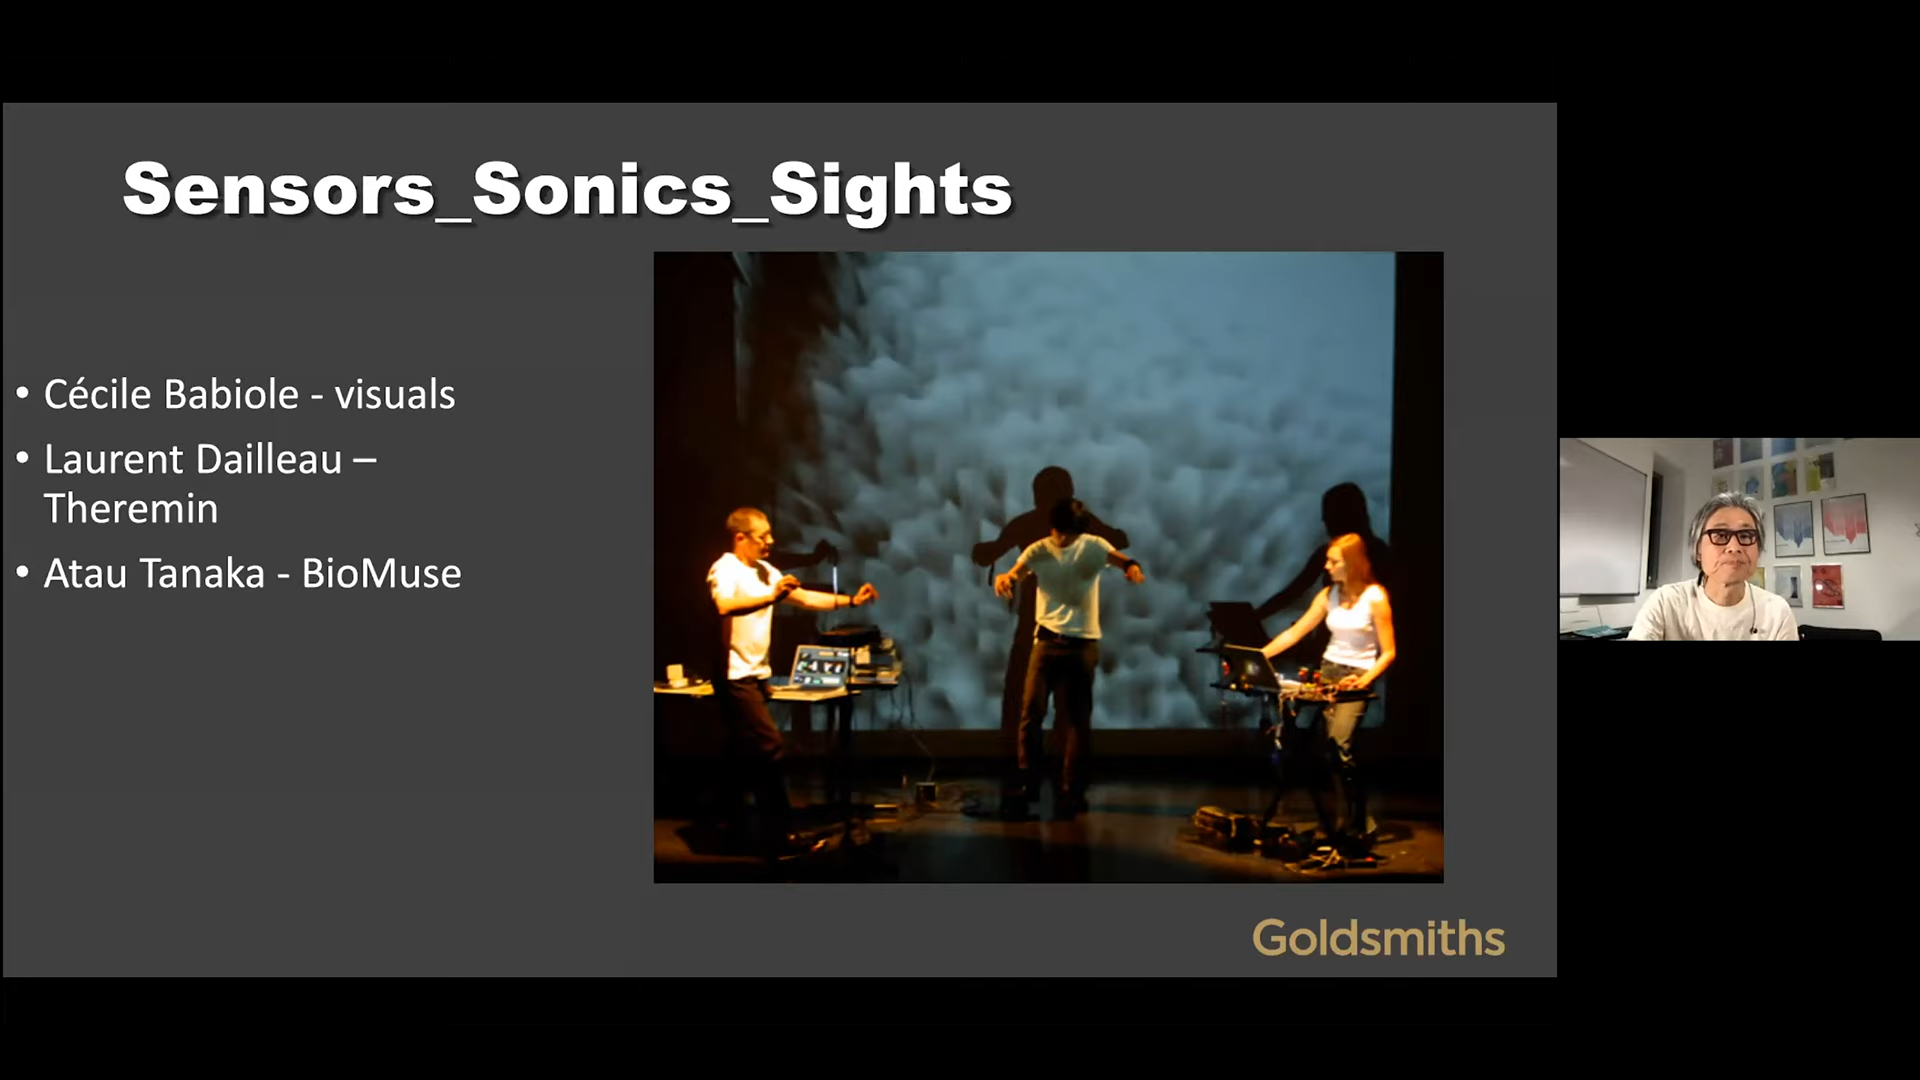 Sensors_Sonics_Sights
• Cécile Babiole - visuals
• Laurent Dailleau –
Theremin
• Atau Tanaka - BioMuse
Goldsmiths